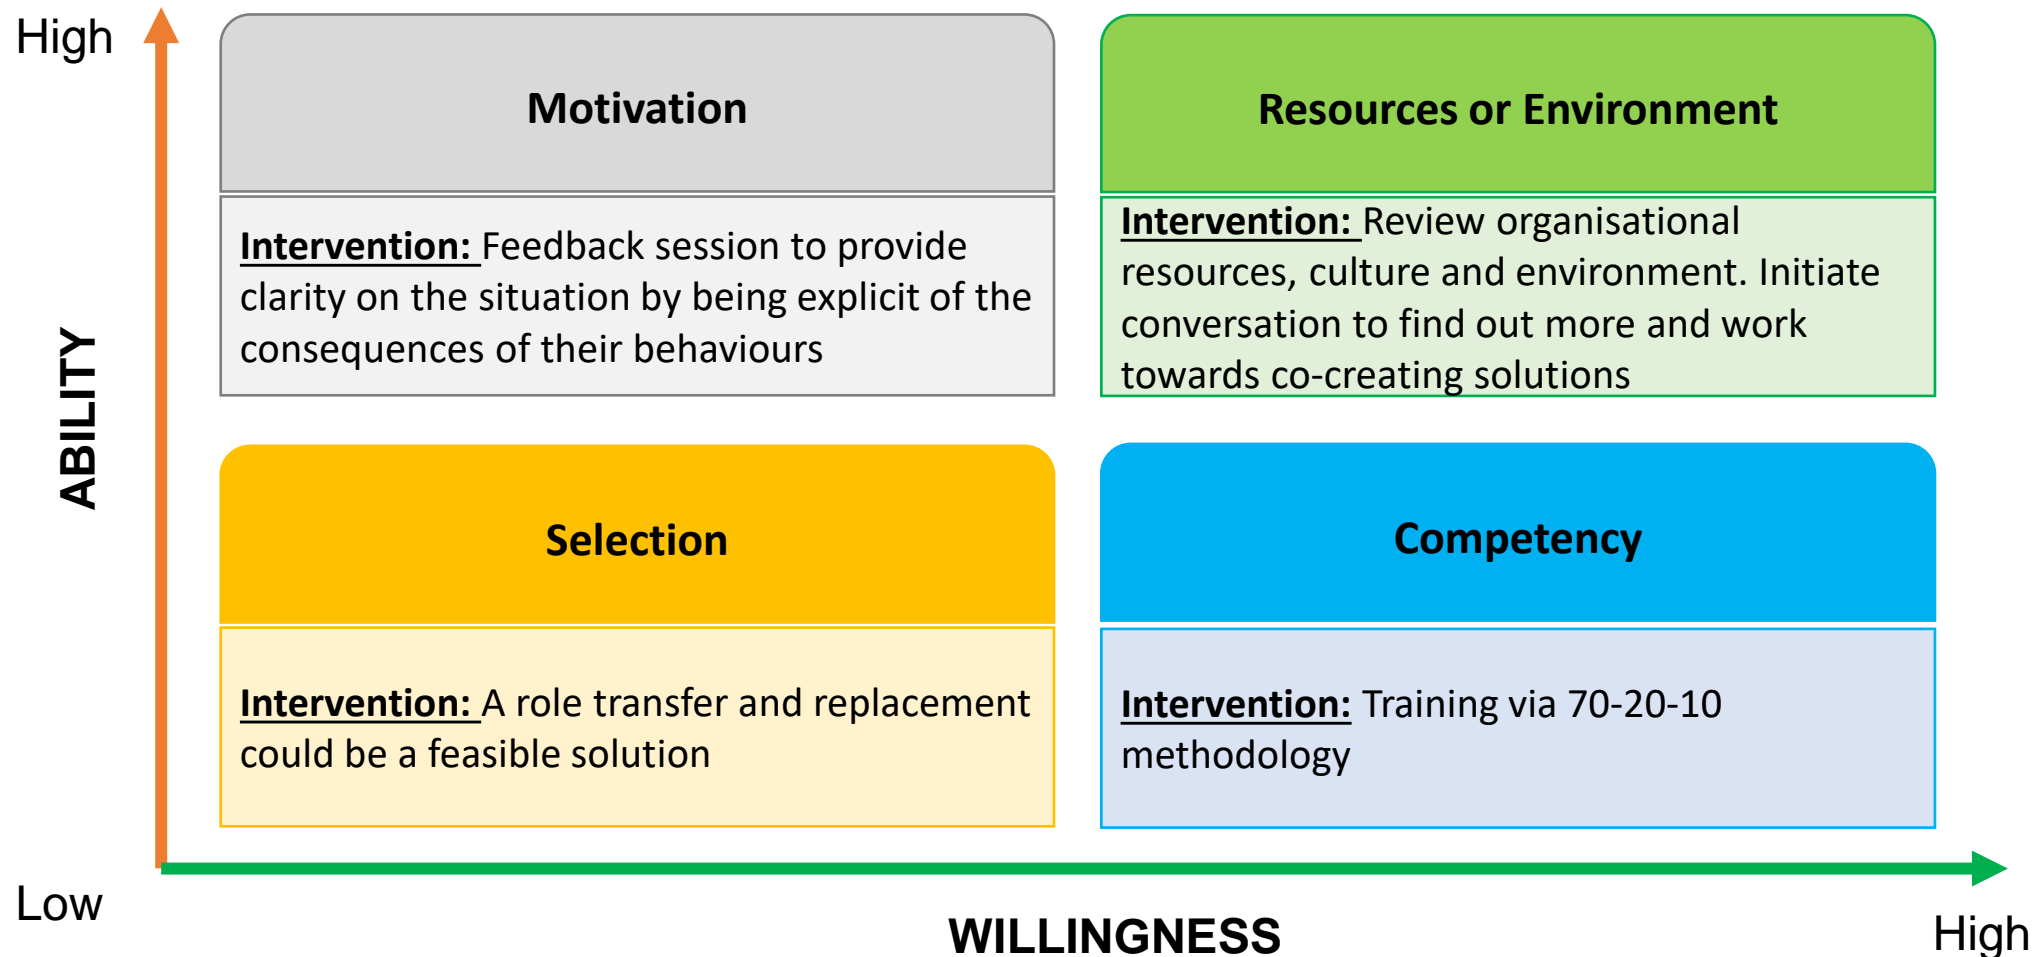 High
Motivation
Resources or Environment
Intervention: Feedback session to provide
clarity on the situation by being explicit of the
consequences of their behaviours
Intervention: Review organisational
resources, culture and environment. Initiate
conversation to find out more and work
towards co-creating solutions
ABILITY
Selection
Competency
Intervention: A role transfer and replacement
could be a feasible solution
Intervention: Training via 70-20-10
methodology
Low
WILLINGNESS
High